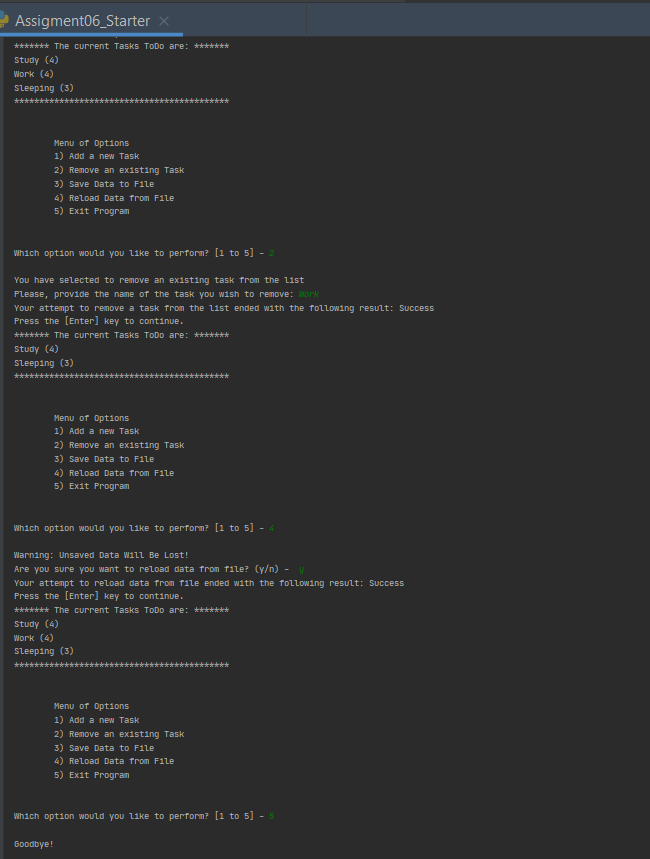 Assigment06_Starter
******* The current Tasks ToDo are: *******
Study (4)
Work (4)
Sleeping (3)
*******************************************
Menu of Options
1) Add a new Task
2) Remove an existing Task
3) Save Data to File
4) Reload Data from File
5) Exit Program
Which option would you like to perform? [1 to 5] - 2
You have selected to remove an existing task from the list
Please, provide the name of the task you wish to remove: Work
Your attempt to remove a task from the list ended with the following result: Success
Press the [Enter] key to continue.
******* The current Tasks ToDo are: *******
Study (4)
Sleeping (3)
*******************************************
Menu of Options
1) Add a new Task
2) Remove an existing Task
3) Save Data to File
4) Reload Data from File
5) Exit Program
Which option would you like to perform? [1 to 5] - 4
Warning: Unsaved Data Will Be Lost!
Are you sure you want to reload data from file? (y/n) - y
Your attempt to reload data from file ended with the following result: Success
Press the [Enter] key to continue.
******* The current Tasks ToDo are: *******
Study (4)
Work (4)
Sleeping (3)
*******************************************
Menu of Options
1) Add a new Task
2) Remove an existing Task
3) Save Data to File
4) Reload Data from File
5) Exit Program
Which option would you like to perform? [1 to 5] - 5
Goodbye!